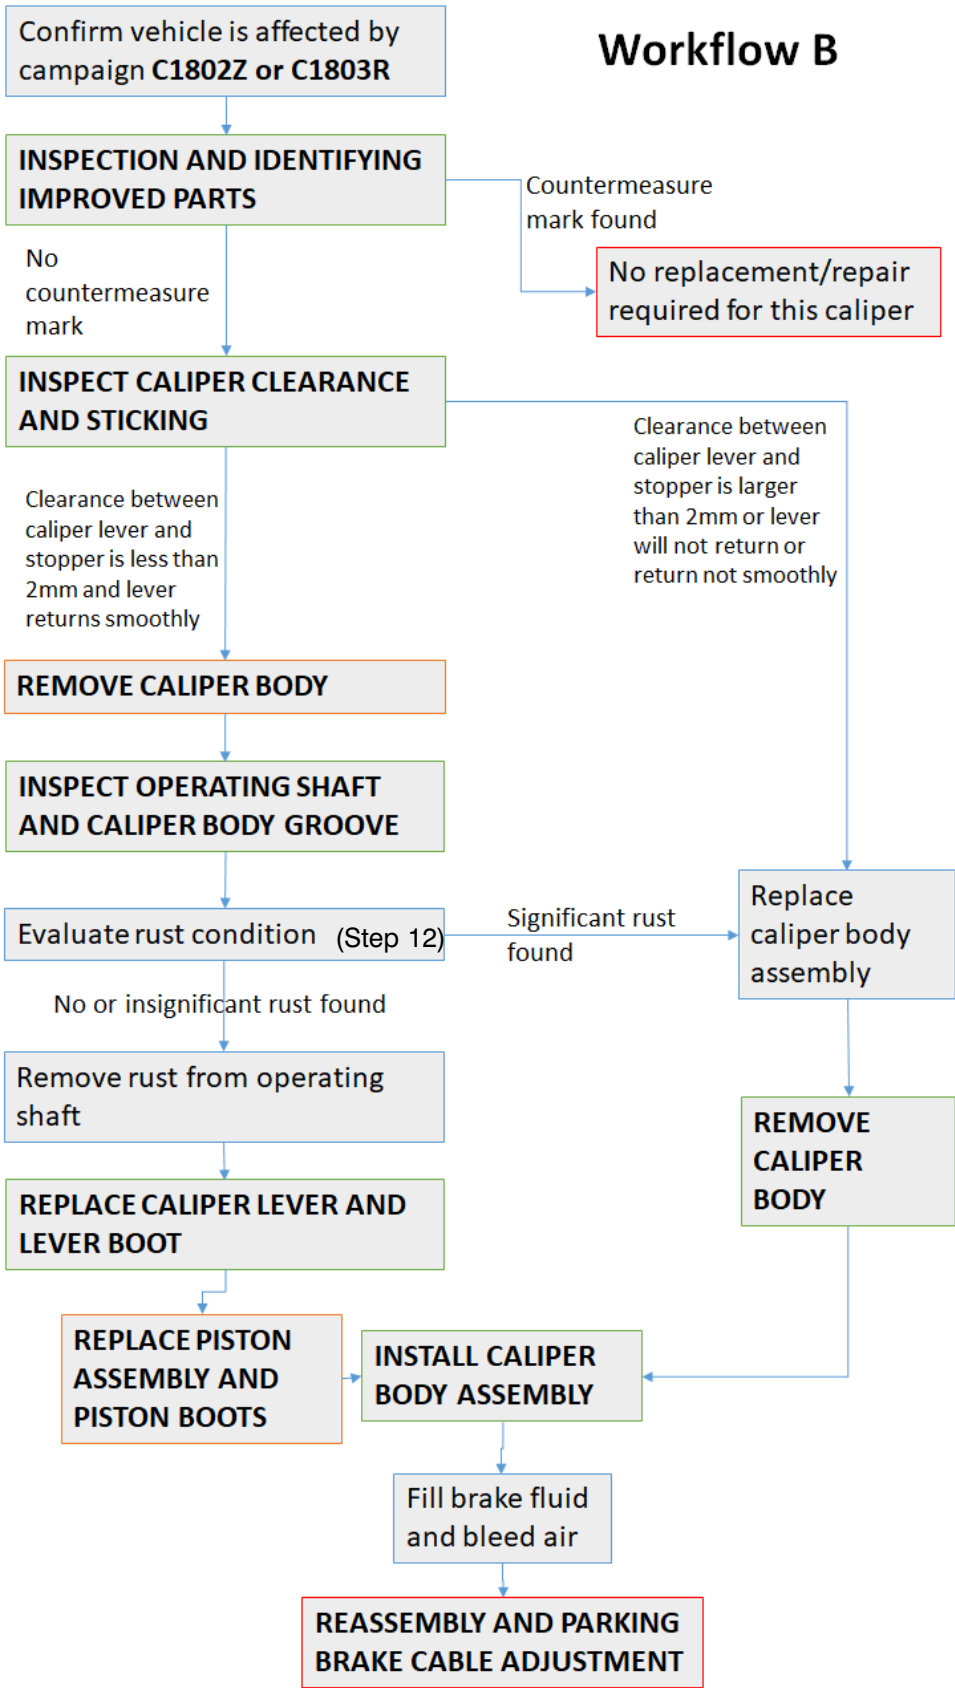 Workflow B
Confirm vehicle is affected by
campaign C1802Z or C1803R
INSPECTION AND IDENTIFYING
IMPROVED PARTS
Countermeasure
mark found
No replacement/repair
required for this caliper
No
countermeasure
mark
INSPECT CALIPER CLEARANCE
AND STICKING
Clearance between
caliper lever and
stopper is larger
than 2mm or lever
will not return or
return not smoothly
Clearance between
caliper lever and
stopper is less than
2mm and lever
returns smoothly
REMOVE CALIPER BODY
INSPECT OPERATING SHAFT
AND CALIPER BODY GROOVE
Evaluate rust condition (Step 12)
Significant rust
found
Replace
caliper body
assembly
No or insignificant rust found
Remove rust from operating
shaft
REMOVE
CALIPER
BODY
REPLACE CALIPER LEVER AND
LEVER BOOT
REPLACE PISTON
ASSEMBLY AND
PISTON BOOTS
INSTALL CALIPER
BODY ASSEMBLY
Fill brake fluid
and bleed air
REASSEMBLY AND PARKING
BRAKE CABLE ADJUSTMENT